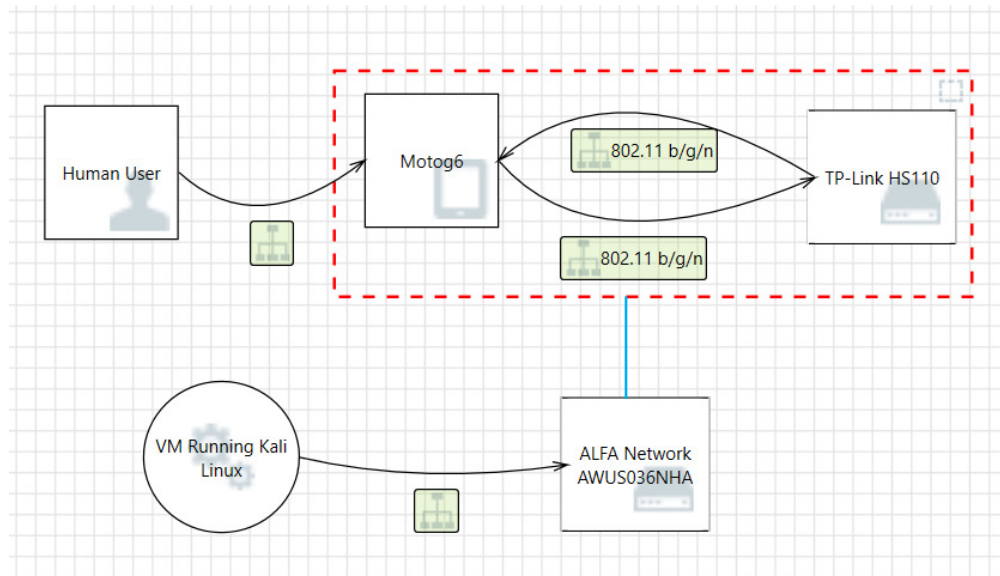 Human User
Motog6
802.11 b/g/n
TP-Link HS110
802.11 b/g/n
VM Running Kali
Linux
ALFA Network
AWUS036NHA